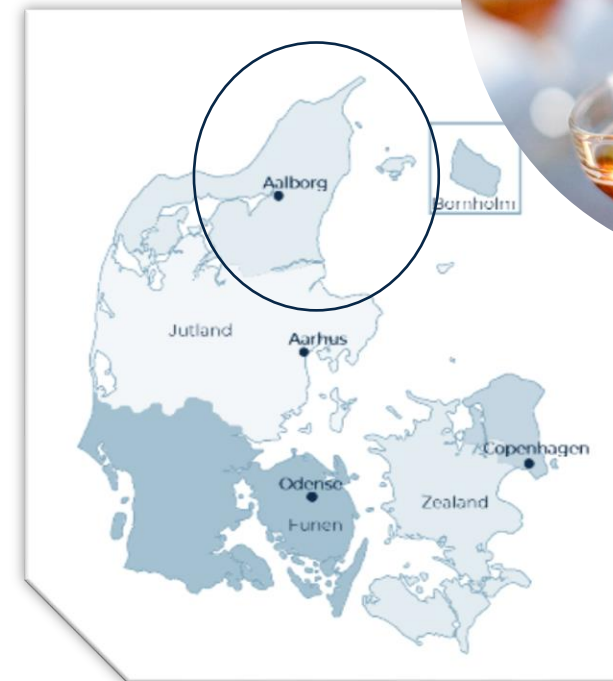 Aalborg
Bornholm
Jutland
Aarhus
Copenhagen
Odense
Zealand
Funen